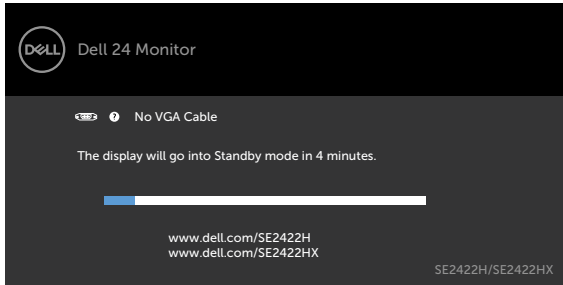 DELL
Dell 24 Monitor
? No VGA Cable
The display will go into Standby mode in 4 minutes.
www.dell.com/SE2422H
www.dell.com/SE2422HX
SE2422H/SE2422HX